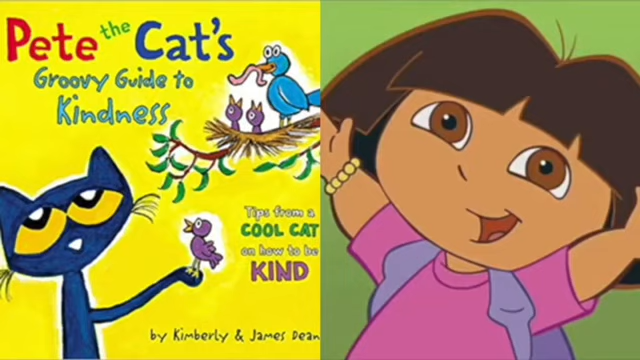 Pete the Cat's
Groovy Guide to
Kindness
Tips from a
COOL CAT
on how to be
KIND
by Kimberly & James Dean